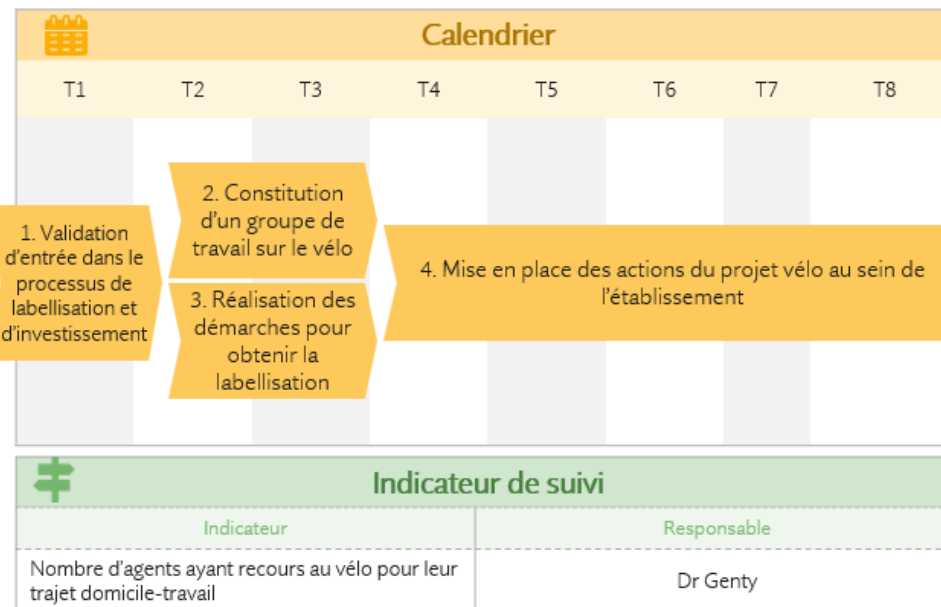 Calendrier
T1 T2 T3 T4 T5 T6 T7 T8
1. Validation
d'entrée dans le
processus de
labellisation et
d'investissement
2. Constitution
d'un groupe de
travail sur le vélo
3. Réalisation des
démarches pour
obtenir la
labellisation
4. Mise en place des actions du projet vélo au sein de
l'établissement
Indicateur de suivi
Indicateur Responsable
Nombre d'agents ayant recours au vélo pour leur
trajet domicile-travail
Dr Genty